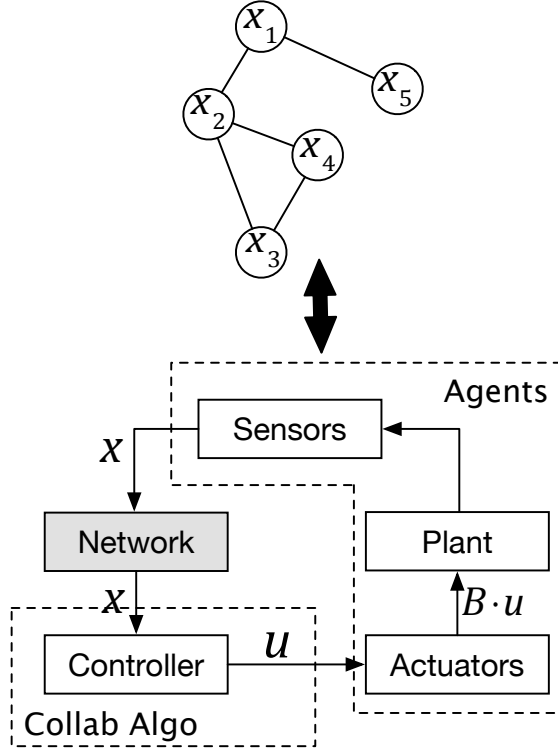 x₁
x₅
x₂
x₄
x₃
Agents
Sensors
x
Network
Plant
x
B·u
Controller
u
Actuators
Collab Algo